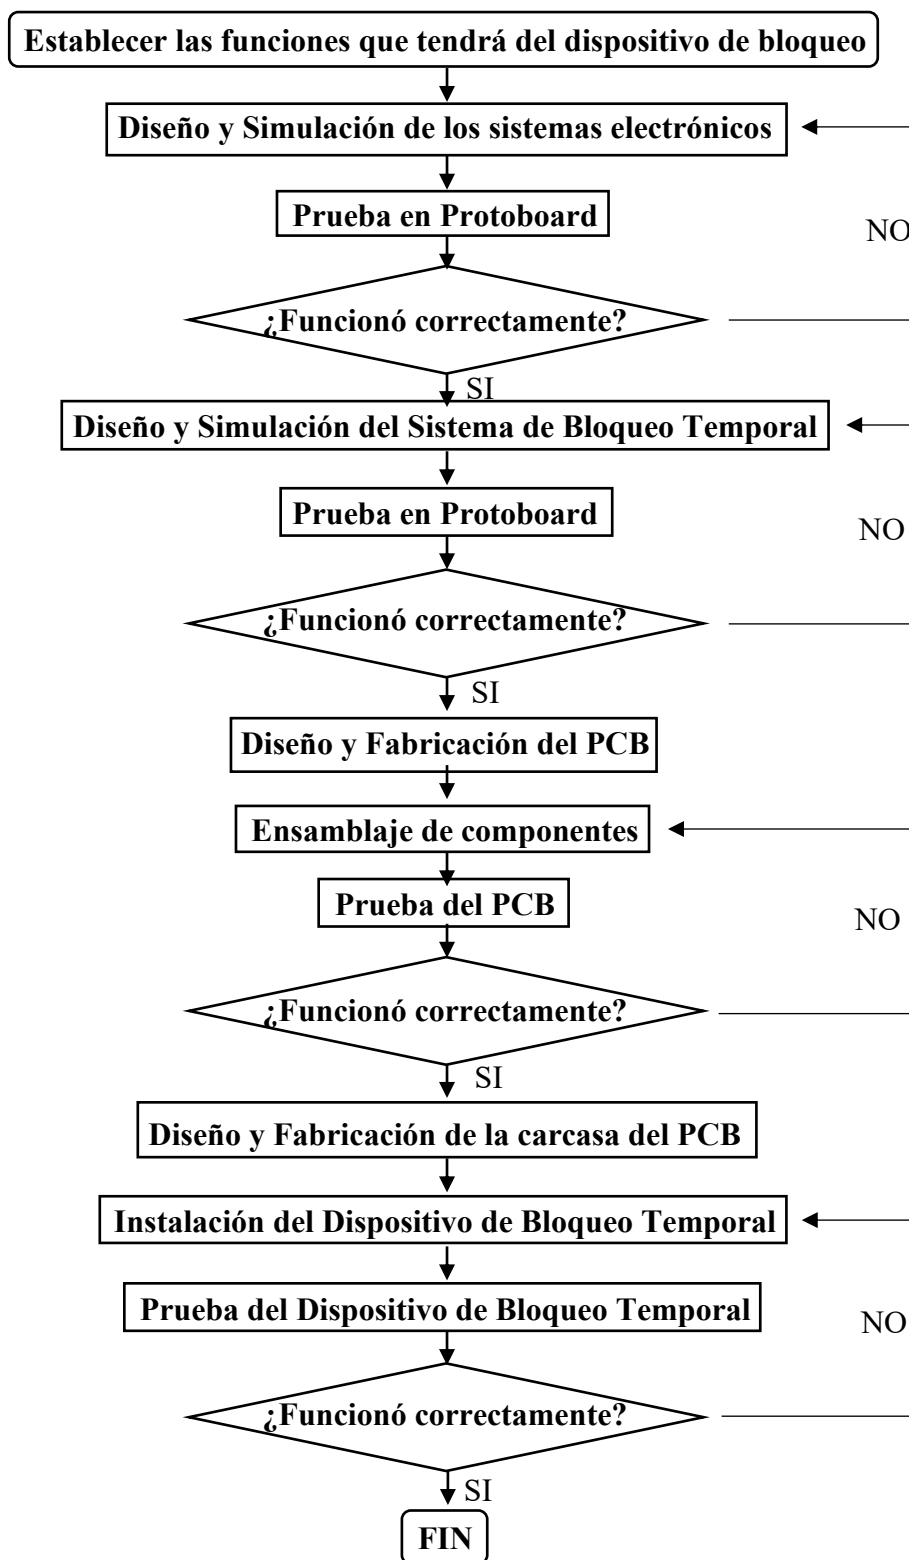 Establecer las funciones que tendrá del dispositivo de bloqueo
Diseño y Simulación de los sistemas electrónicos
Prueba en Protoboard
NO
¿Funcionó correctamente?
SI
Diseño y Simulación del Sistema de Bloqueo Temporal
Prueba en Protoboard
NO
¿Funcionó correctamente?
SI
Diseño y Fabricación del PCB
Ensamblaje de componentes
Prueba del PCB
NO
¿Funcionó correctamente?
SI
Diseño y Fabricación de la carcasa del PCB
Instalación del Dispositivo de Bloqueo Temporal
Prueba del Dispositivo de Bloqueo Temporal
NO
¿Funcionó correctamente?
SI
FIN